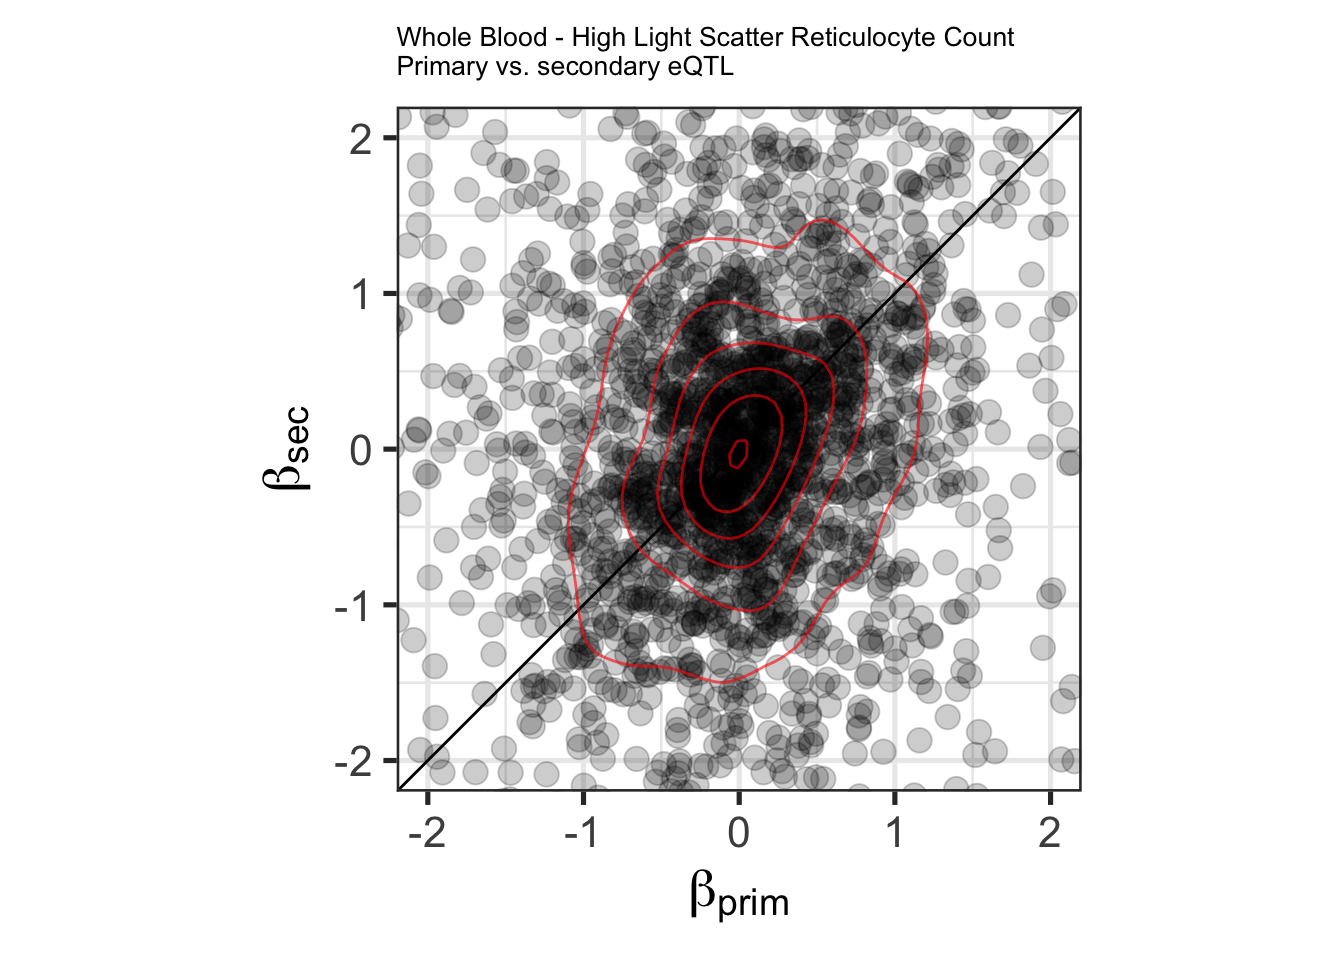 Whole Blood - High Light Scatter Reticulocyte Count
Primary vs. secondary eQTL
2
1
0
-1
-2
βsec
-2 -1 0 1 2
βprim